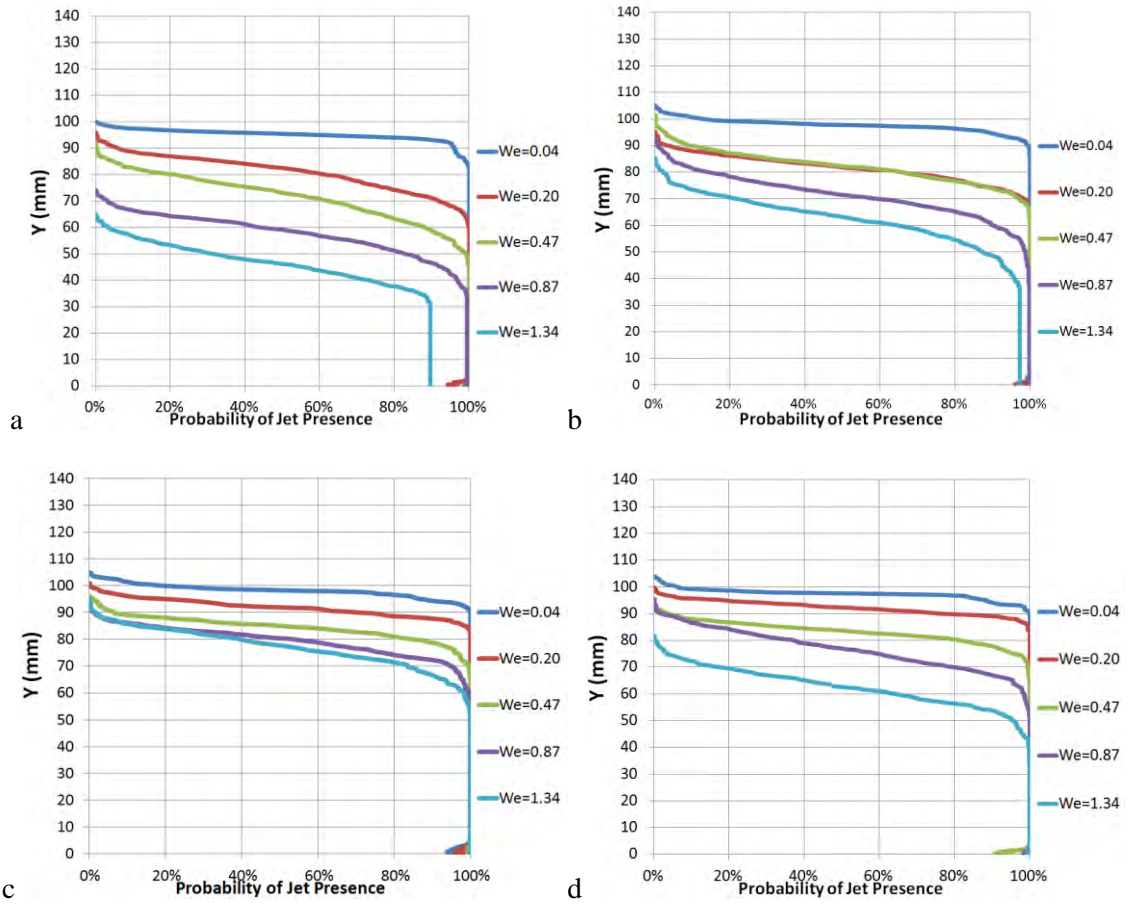 140
130
120
110
100
90
80
70
60
50
40
30
20
10
0
Y (mm)
0% 20% 40% 60% 80% 100%
Probability of Jet Presence
We=0.04
We=0.20
We=0.47
We=0.87
We=1.34
a
140
130
120
110
100
90
80
70
60
50
40
30
20
10
0
Y (mm)
0% 20% 40% 60% 80% 100%
Probability of Jet Presence
We=0.04
We=0.20
We=0.47
We=0.87
We=1.34
b
140
130
120
110
100
90
80
70
60
50
40
30
20
10
0
Y (mm)
0% 20% 40% 60% 80% 100%
Probability of Jet Presence
We=0.04
We=0.20
We=0.47
We=0.87
We=1.34
c
140
130
120
110
100
90
80
70
60
50
40
30
20
10
0
Y (mm)
0% 20% 40% 60% 80% 100%
Probability of Jet Presence
We=0.04
We=0.20
We=0.47
We=0.87
We=1.34
d